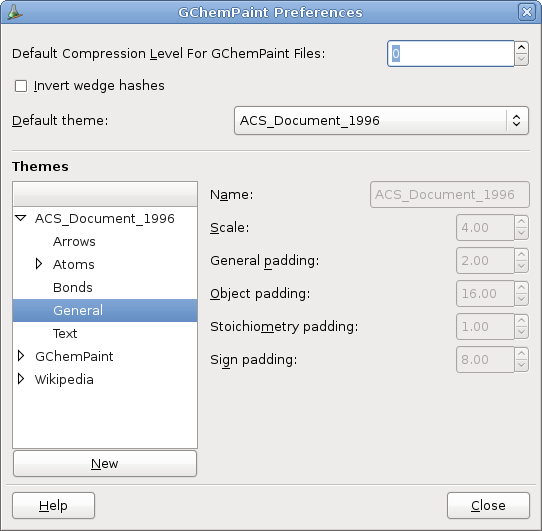 GChemPaint Preferences
Default Compression Level For GChemPaint Files: 0
Invert wedge hashes
Default theme: ACS_Document_1996
Themes
ACS_Document_1996
Arrows
Atoms
Bonds
General
Text
GChemPaint
Wikipedia
New
Name: ACS_Document_1996
Scale: 4.00
General padding: 2.00
Object padding: 16.00
Stoichiometry padding: 1.00
Sign padding: 8.00
Help
Close